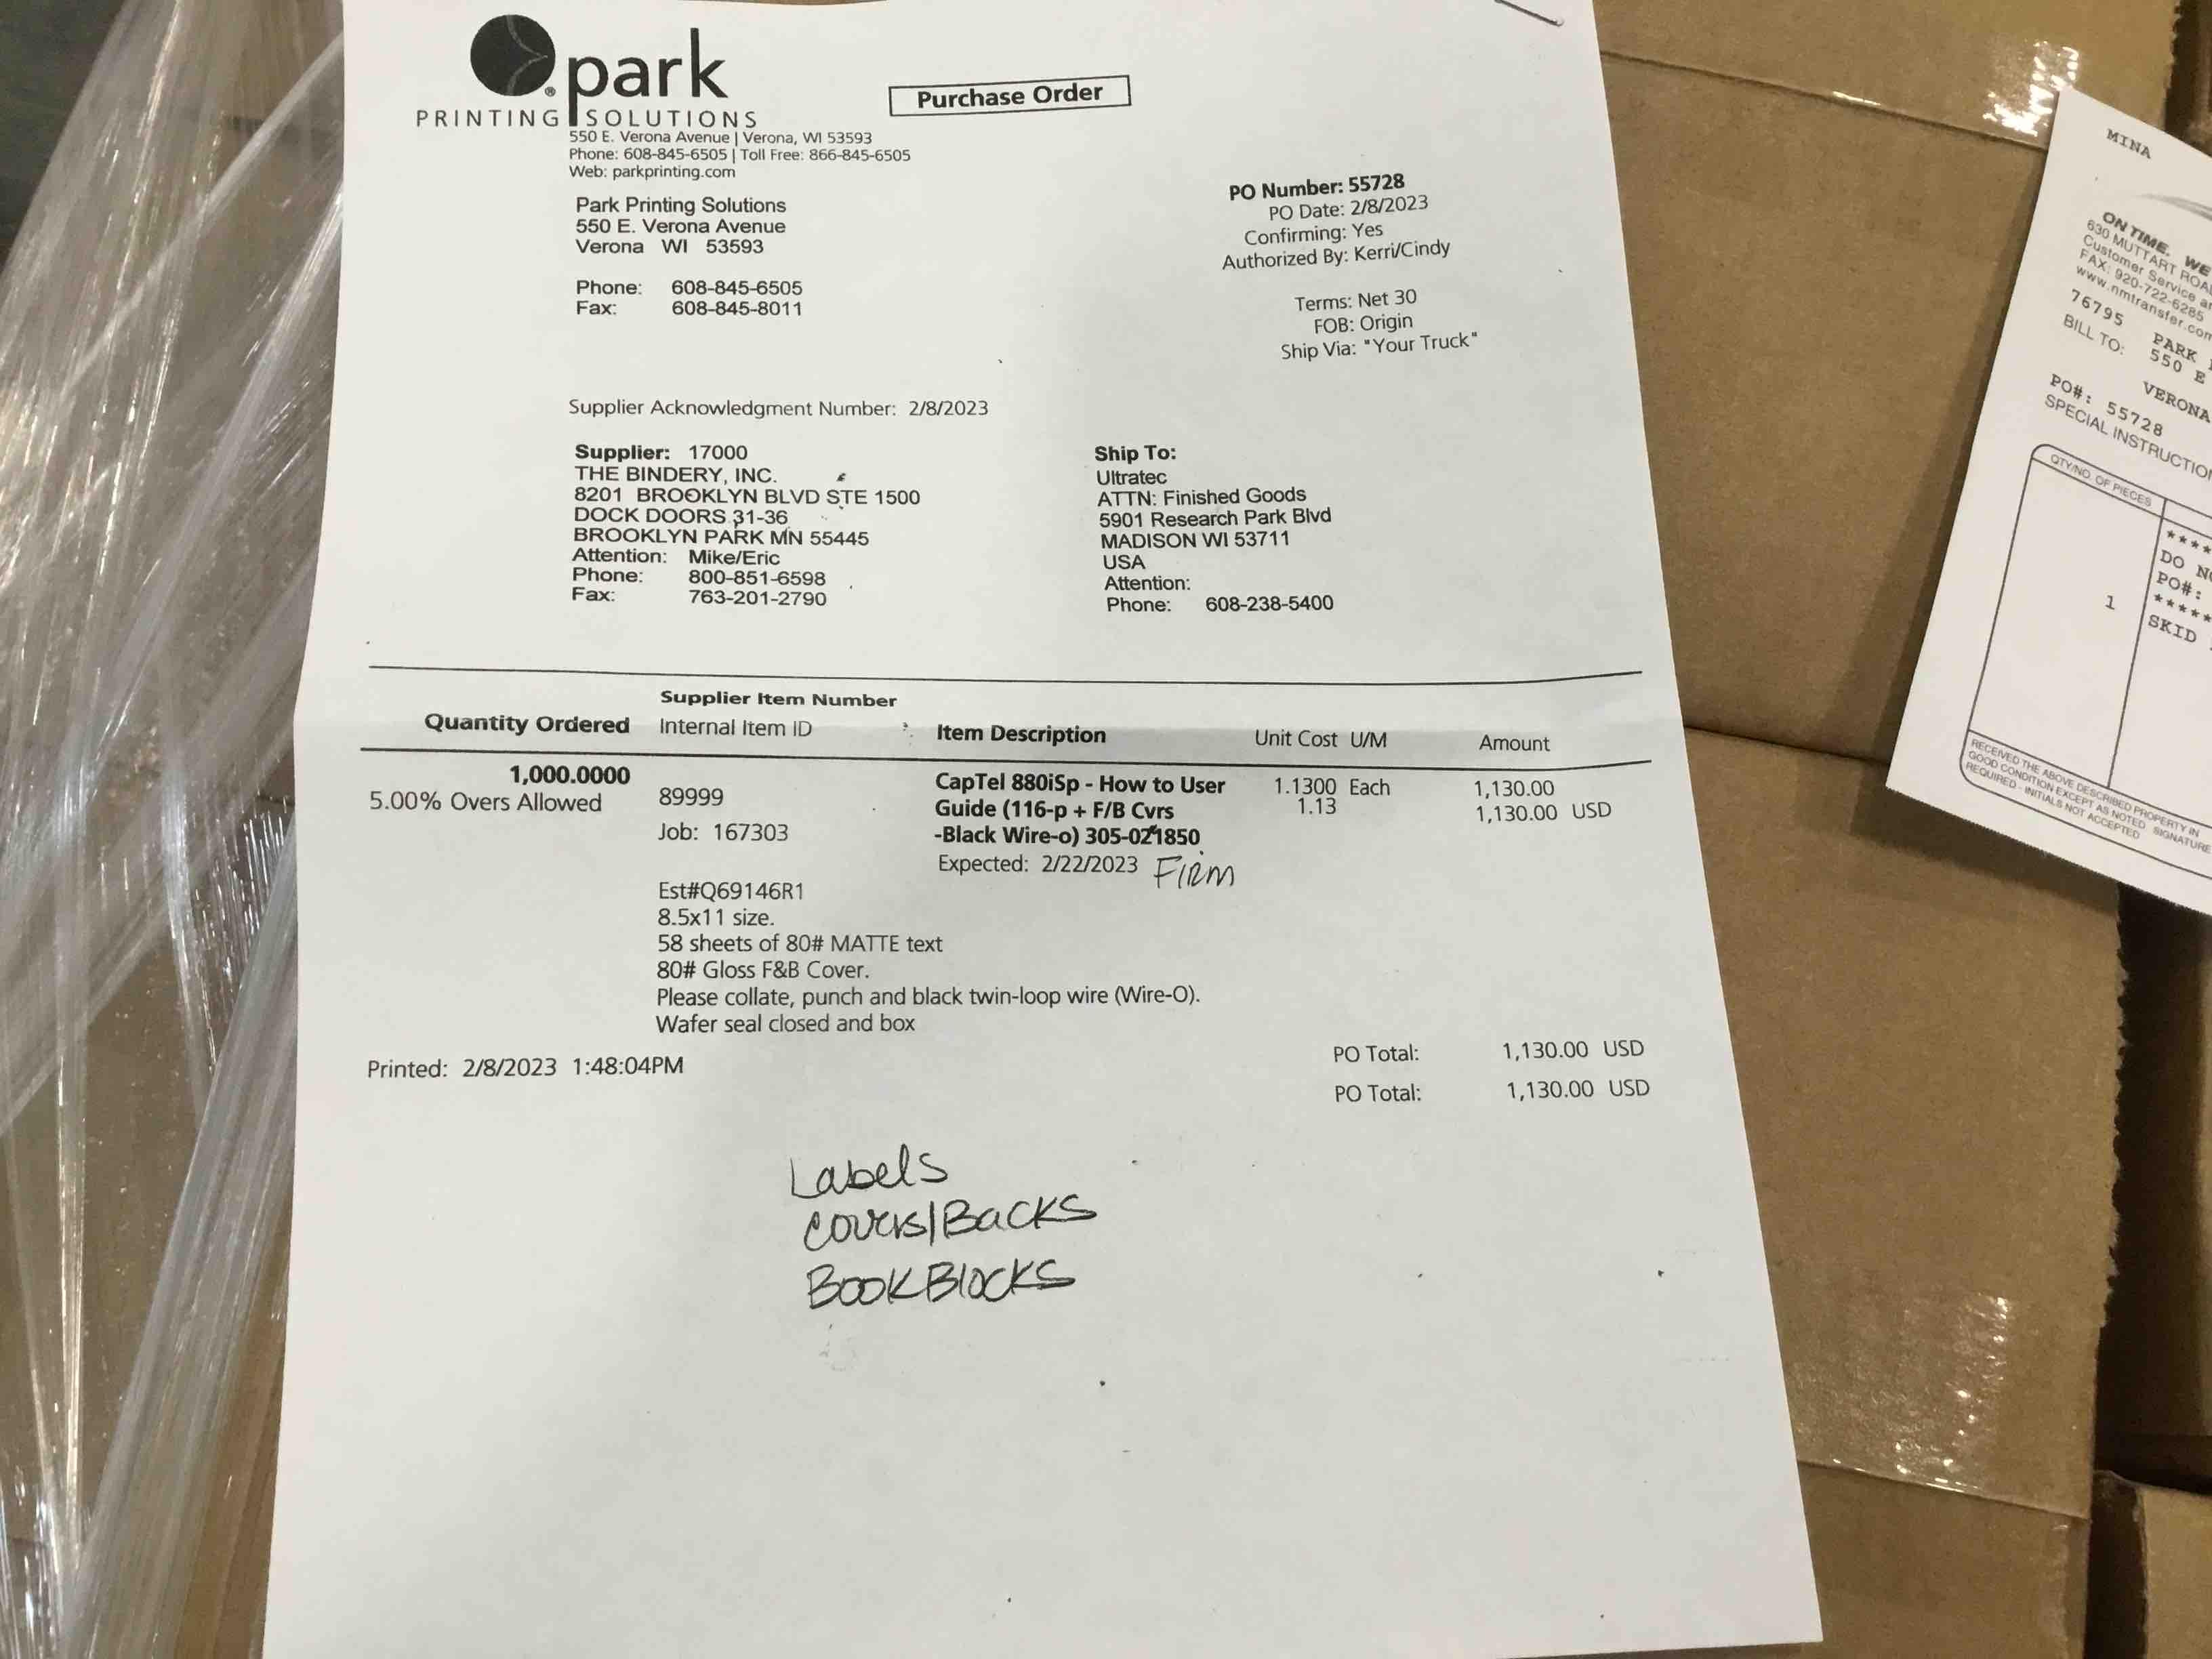 park
PRINTING SOLUTIONS
550 E. Verona Avenue | Verona, WI 53593
Phone: 608-845-6505 | Toll Free: 866-845-6505
Web: parkprinting.com
Purchase Order
Park Printing Solutions
550 E. Verona Avenue
Verona WI 53593
Phone: 608-845-6505
Fax: 608-845-8011
PO Number: 55728
PO Date: 2/8/2023
Confirming: Yes
Authorized By: Kerri/Cindy
Terms: Net 30
FOB: Origin
Ship Via: "Your Truck"
Supplier Acknowledgment Number: 2/8/2023
Supplier: 17000
THE BINDERY, INC.
8201 BROOKLYN BLVD STE 1500
DOCK DOORS 31-36
BROOKLYN PARK MN 55445
Attention: Mike/Eric
Phone: 800-851-6598
Fax: 763-201-2790
Ship To:
Ultratec
ATTN: Finished Goods
5901 Research Park Blvd
MADISON WI 53711
USA
Attention:
Phone: 608-238-5400
Supplier Item Number
Quantity Ordered Internal Item ID Item Description Unit Cost U/M Amount
1,000.0000 CapTel 880iSp - How to User 1.1300 Each 1,130.00
5.00% Overs Allowed 89999 Guide (116-p + F/B Cvrs 1.13 1,130.00 USD
Job: 167303 -Black Wire-o) 305-021850
Expected: 2/22/2023 FIRM
Est#Q69146R1
8.5x11 size.
58 sheets of 80# MATTE text
80# Gloss F&B Cover.
Please collate, punch and black twin-loop wire (Wire-O).
Wafer seal closed and box
Printed: 2/8/2023 1:48:04PM
PO Total: 1,130.00 USD
PO Total: 1,130.00 USD
Labels
Covers/Backs
Book Blocks
MINA
ON TIME. WE
630 MUTTART ROA
Customer Service a
FAX: 920-722-6285
www.nmtransfer.com
76795 PARK
BILL TO: 550 E
VERONA
PO#: 55728
SPECIAL INSTRUCTIO
QTY/NO. OF PIECES
****
DO NO
PO#:
*****
1 SKID
RECEIVED THE ABOVE DESCRIBED PROPERTY IN
GOOD CONDITION EXCEPT AS NOTED SIGNATURE
REQUIRED - INITIALS NOT ACCEPTED